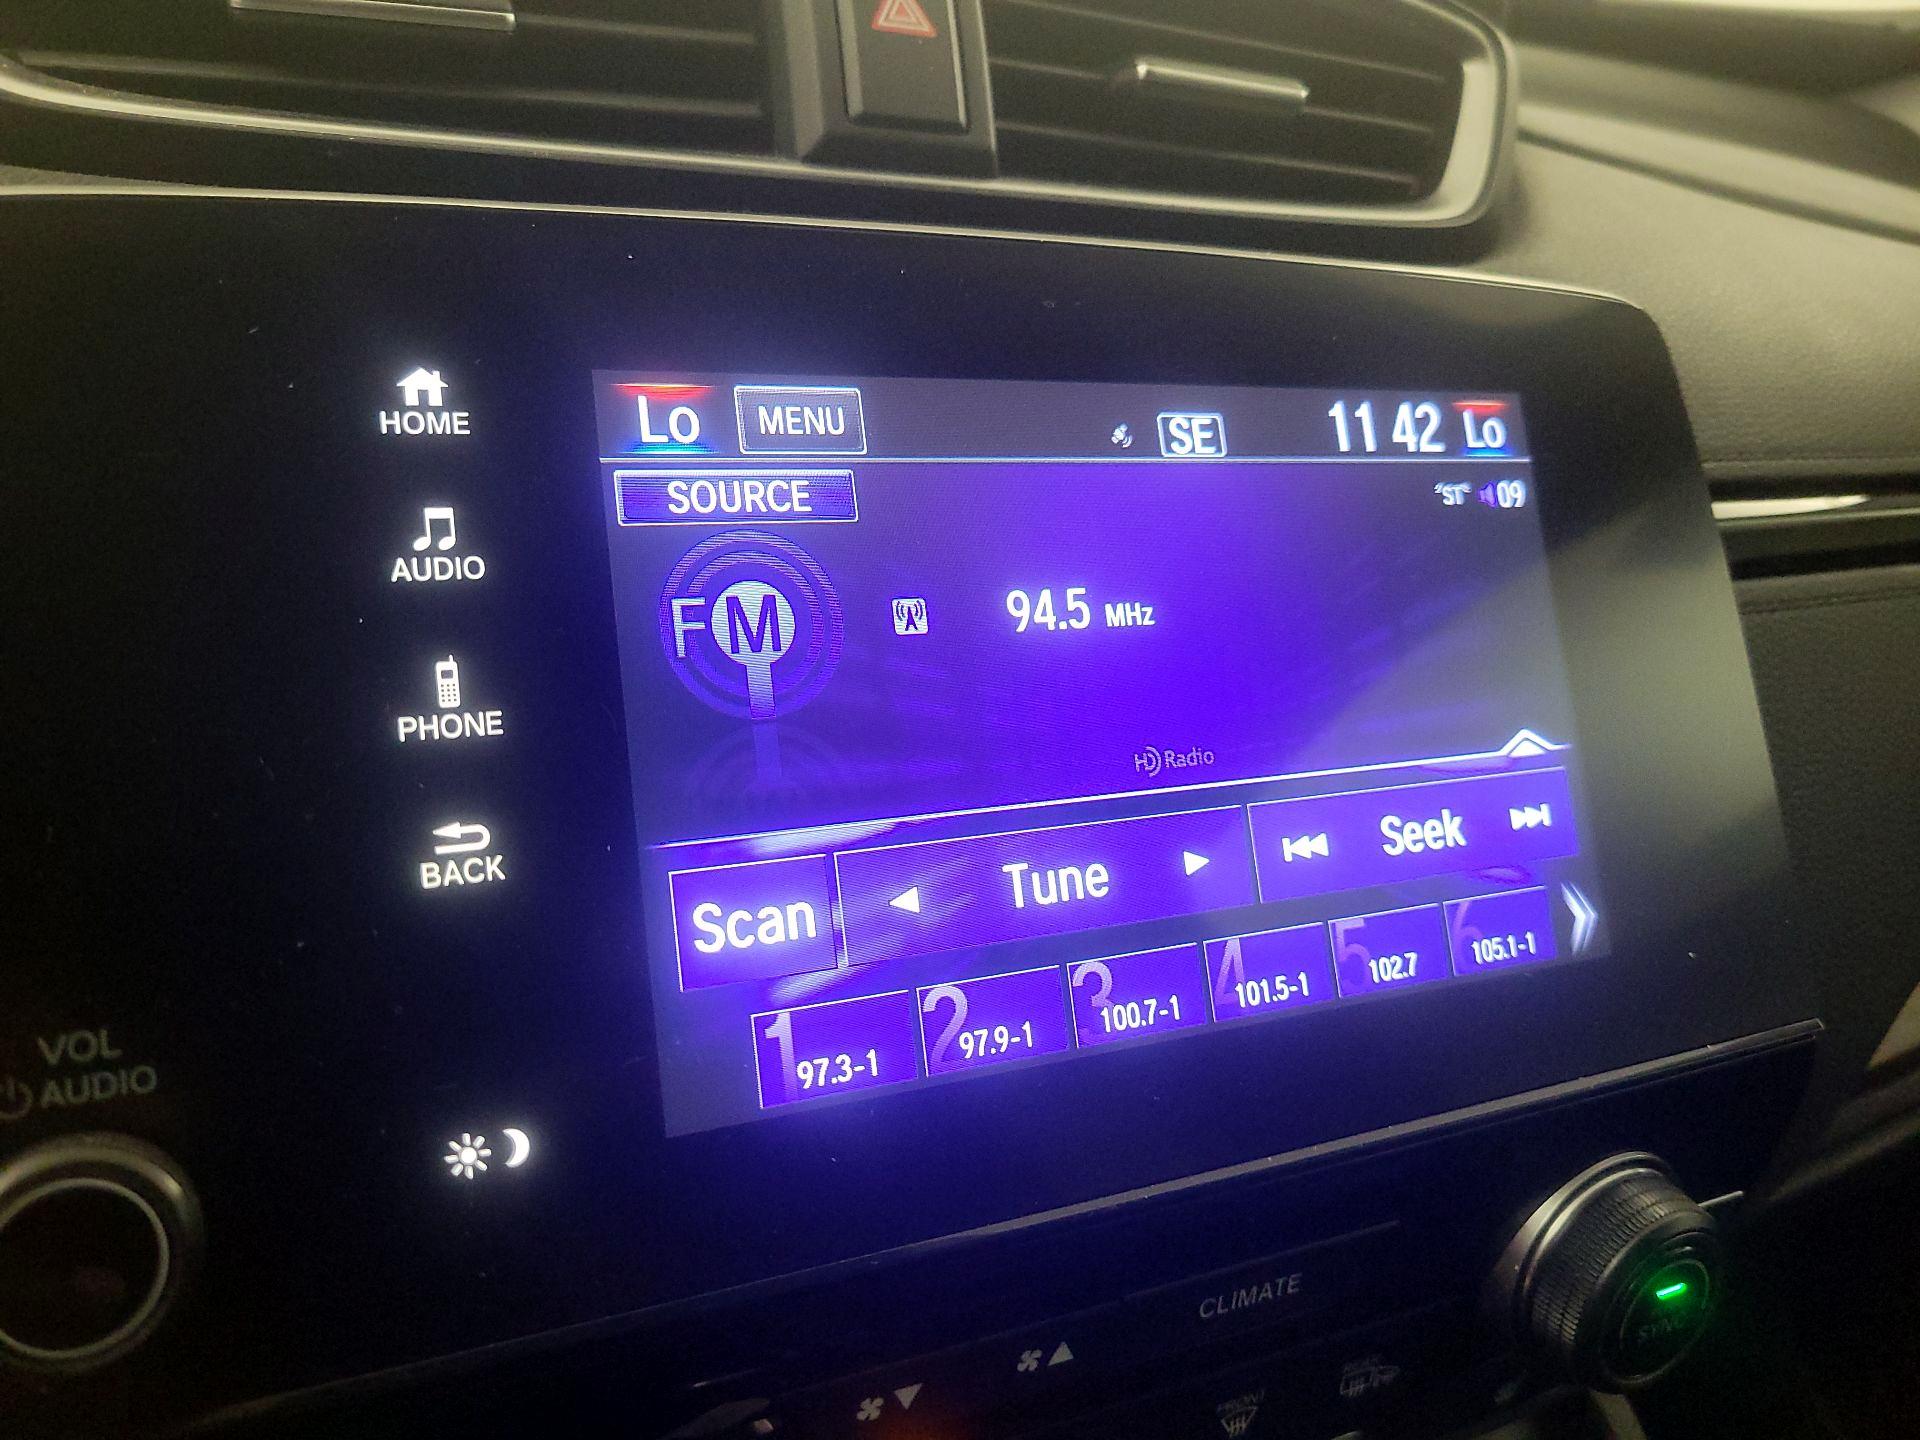 HOME
AUDIO
PHONE
BACK
VOL
AUDIO
Lo MENU SE 11 42 Lo
SOURCE "ST" 09
FM 94.5 MHz
HD Radio
Scan Tune Seek
1 97.3-1 2 97.9-1 3 100.7-1 4 101.5-1 5 102.7 6 105.1-1
CLIMATE
SYNC
FRONT
REAR